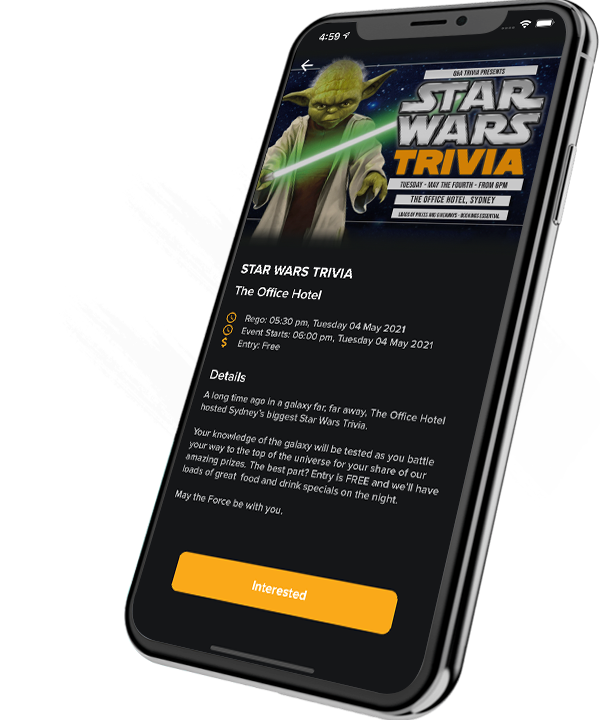 4:59
Q&A TRIVIA PRESENTS
STAR
WARS
TRIVIA
TUESDAY - MAY THE FOURTH - FROM 6PM
THE OFFICE HOTEL, SYDNEY
LOADS OF PRIZES AND GIVEAWAYS - BOOKINGS ESSENTIAL
STAR WARS TRIVIA
The Office Hotel
Rego: 05:30 pm, Tuesday 04 May 2021
Event Starts: 06:00 pm, Tuesday 04 May 2021
$ Entry: Free
Details
A long time ago in a galaxy far, far away, The Office Hotel
hosted Sydney's biggest Star Wars Trivia.
Your knowledge of the galaxy will be tested as you battle
your way to the top of the universe for your share of our
amazing prizes. The best part? Entry is FREE and we'll have
loads of great food and drink specials on the night.
May the Force be with you.
Interested